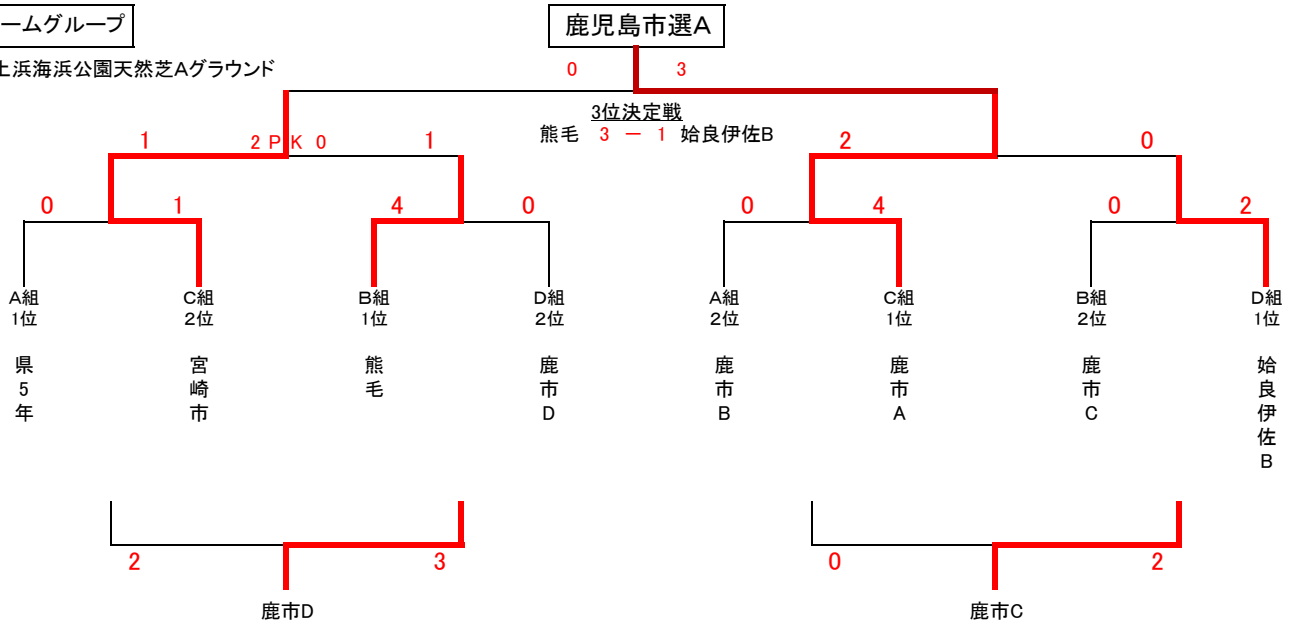 ームグループ
鹿児島市選A
浜海浜公園天然芝Aグラウンド
0 3
3位決定戦
熊毛 3 － 1 姶良伊佐B
1 2 P K 0 1 2 0
0 1 4 0 0 4 0 2
A組 C組 B組 D組 A組 C組 B組 D組
1位 2位 1位 2位 2位 1位 2位 1位
県5年 宮崎市 熊毛 鹿市D 鹿市B 鹿市A 鹿市C 姶良伊佐B
2 3 0 2
鹿市D 鹿市C